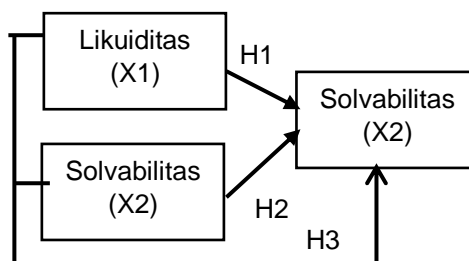 Likuiditas
(X1)
H1
Solvabilitas
(X2)
Solvabilitas
(X2)
H2
H3